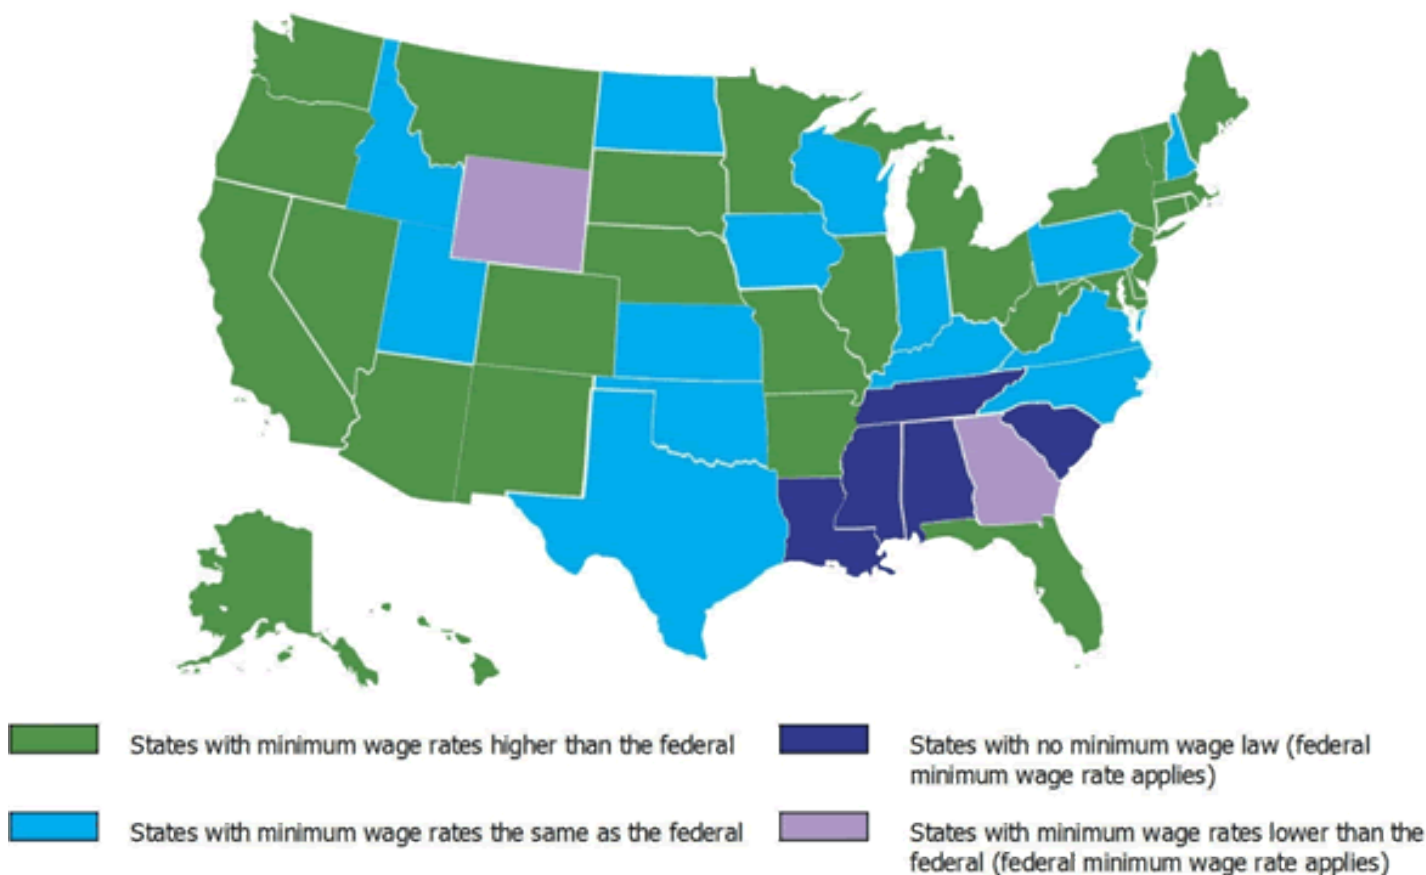 States with minimum wage rates higher than the federal
States with no minimum wage law (federal
minimum wage rate applies)
States with minimum wage rates the same as the federal
States with minimum wage rates lower than the
federal (federal minimum wage rate applies)